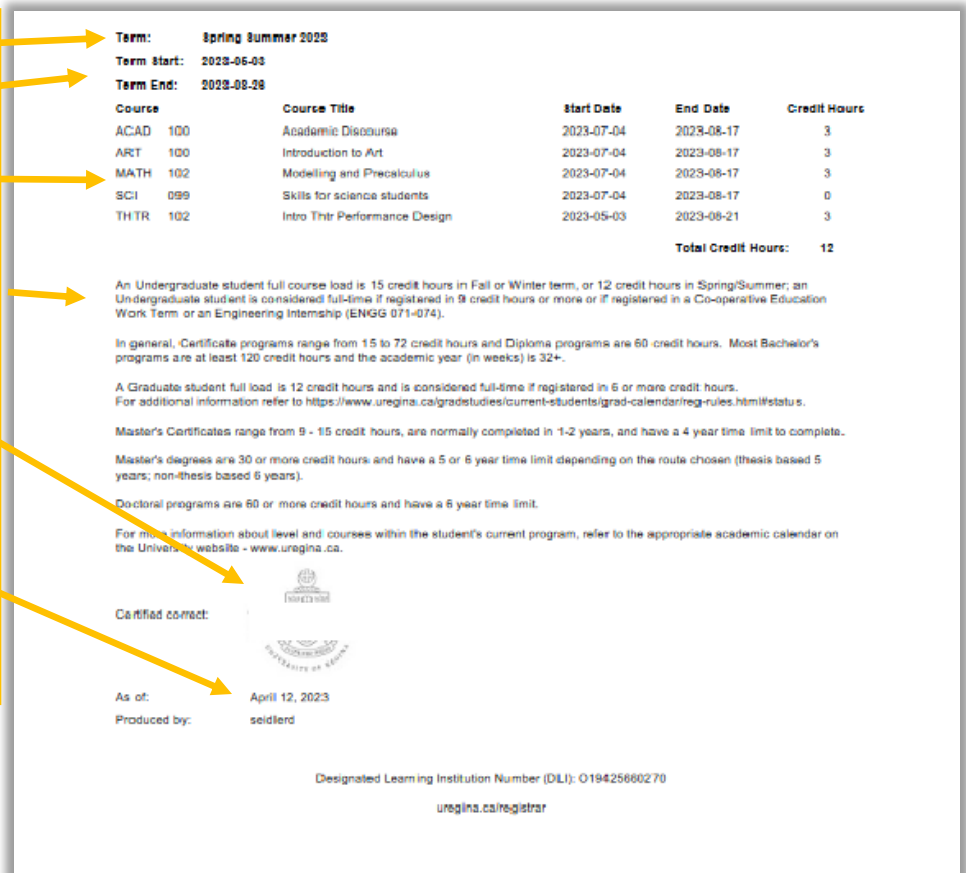 Term: Spring Summer 2023
Term Start: 2023-05-03
Term End: 2023-08-26
Course Course Title Start Date End Date Credit Hours
ACAD 100 Academic Discourse 2023-07-04 2023-08-17 3
ART 100 Introduction to Art 2023-07-04 2023-08-17 3
MATH 102 Modelling and Precalculus 2023-07-04 2023-08-17 3
SCI 099 Skills for science students 2023-07-04 2023-08-17 0
THTR 102 Intro Thtr Performance Design 2023-05-03 2023-08-21 3
Total Credit Hours: 12
An Undergraduate student full course load is 15 credit hours in Fall or Winter term, or 12 credit hours in Spring/Summer; an
Undergraduate student is considered full-time if registered in 9 credit hours or more or if registered in a Co-operative Education
Work Term or an Engineering Internship (ENGG 071-074).
In general, Certificate programs range from 15 to 72 credit hours and Diploma programs are 60 credit hours. Most Bachelor's
programs are at least 120 credit hours and the academic year (in weeks) is 32+.
A Graduate student full load is 12 credit hours and is considered full-time if registered in 6 or more credit hours.
For additional information refer to https://www.uregina.ca/gradstudies/current-students/grad-calendar/reg-rules.html#status.
Master's Certificates range from 9 - 15 credit hours, are normally completed in 1-2 years, and have a 4 year time limit to complete.
Master's degrees are 30 or more credit hours and have a 5 or 6 year time limit depending on the route chosen (thesis based 5
years; non-thesis based 6 years).
Doctoral programs are 60 or more credit hours and have a 6 year time limit.
For more information about level and courses within the student's current program, refer to the appropriate academic calendar on
the University website - www.uregina.ca.
Certified correct:
UNIVERSITY OF REGINA
As of: April 12, 2023
Produced by: seidlerd
Designated Learning Institution Number (DLI): O19425660270
uregina.ca/registrar